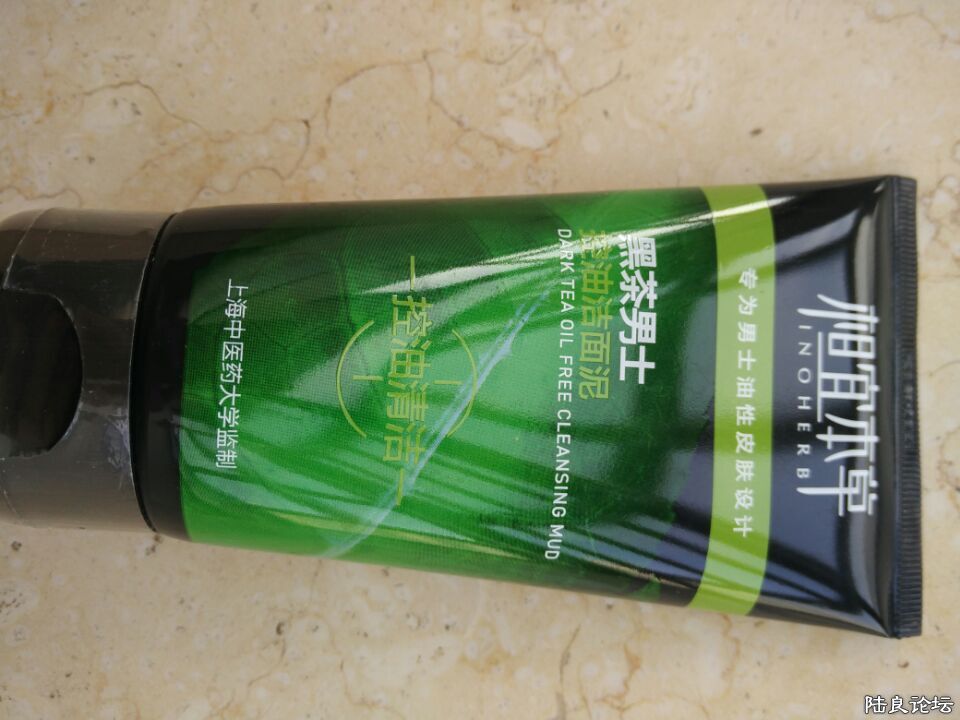 相宜本草
INOHERB
专为男士油性皮肤设计
黑茶男士
控油洁面泥
DARK TEA OIL FREE CLEANSING MUD
控油清洁
上海中医药大学监制
陆良论坛